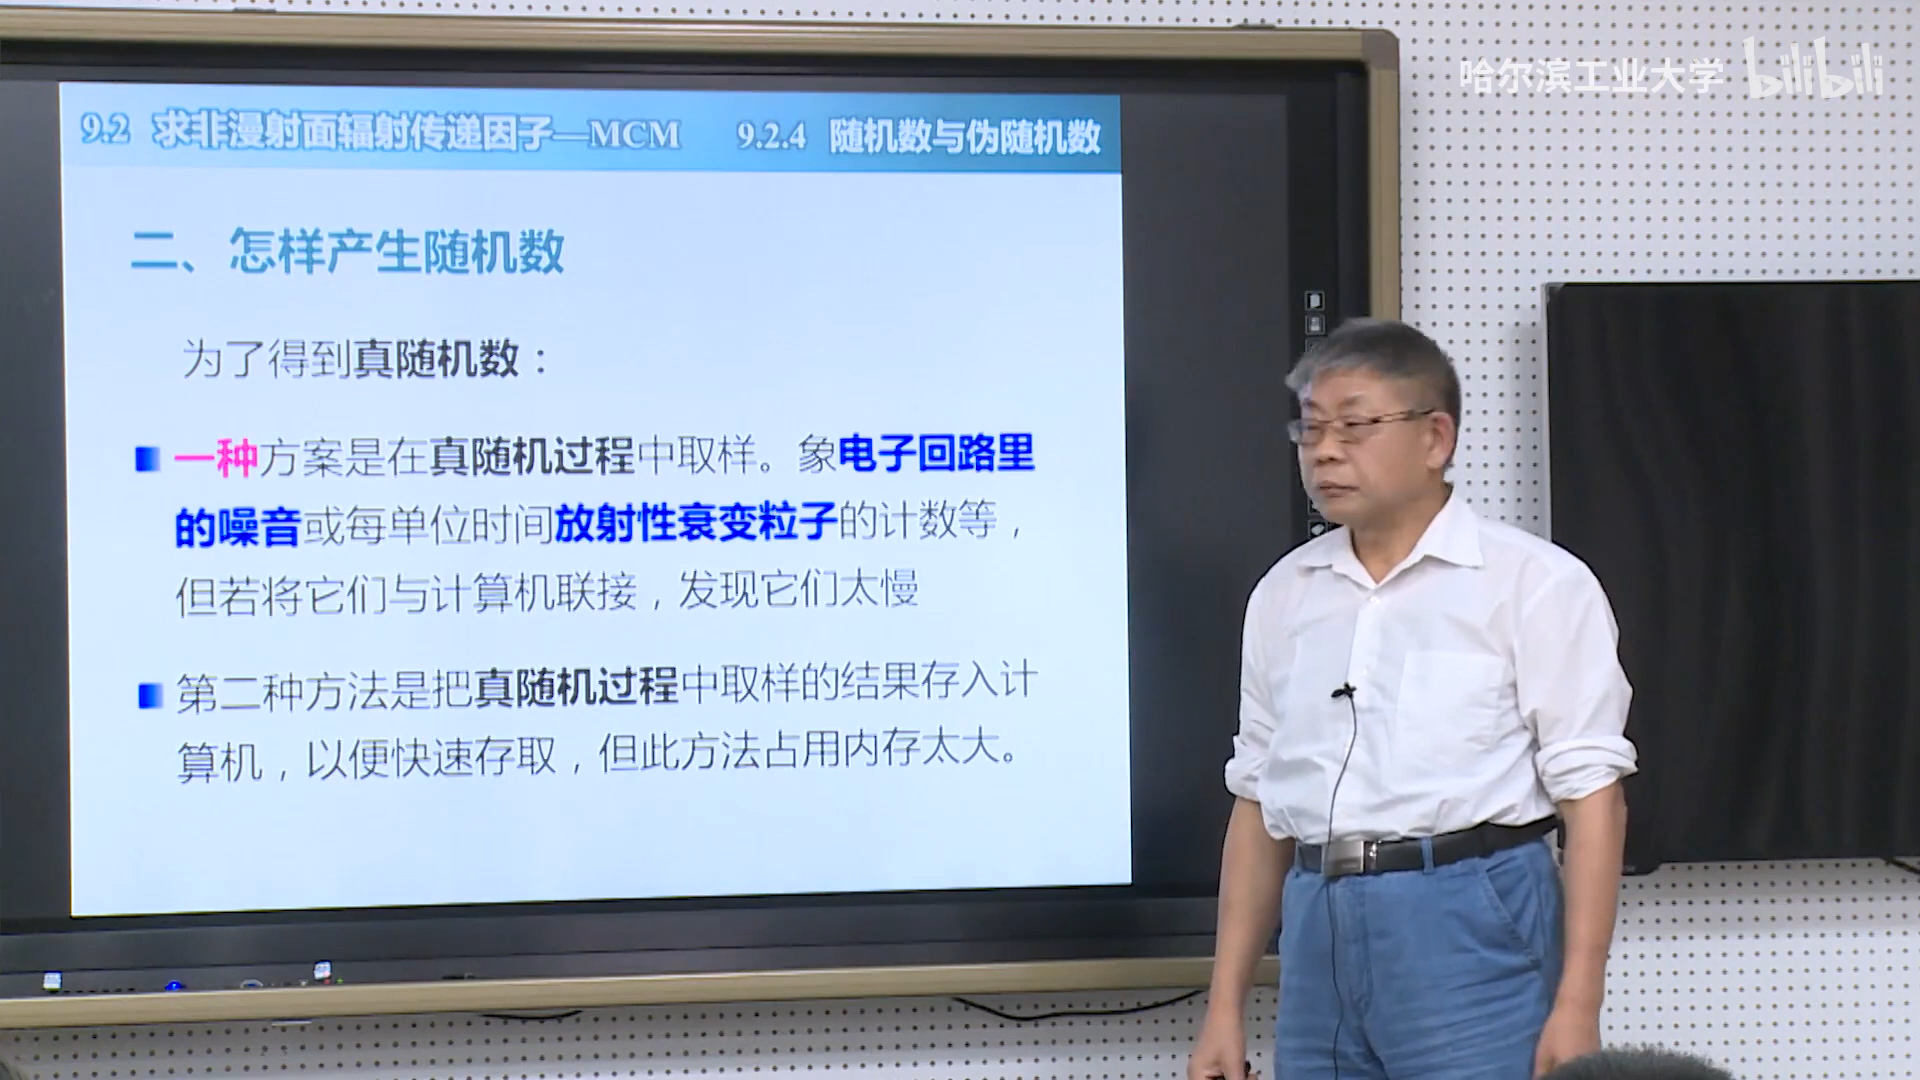 哈尔滨工业大学 bilibili
9.2 求非漫射面辐射传递因子—MCM 9.2.4 随机数与伪随机数
二、怎样产生随机数
为了得到真随机数：
一种方案是在真随机过程中取样。象电子回路里
的噪音或每单位时间放射性衰变粒子的计数等，
但若将它们与计算机联接，发现它们太慢
第二种方法是把真随机过程中取样的结果存入计
算机，以便快速存取，但此方法占用内存太大。